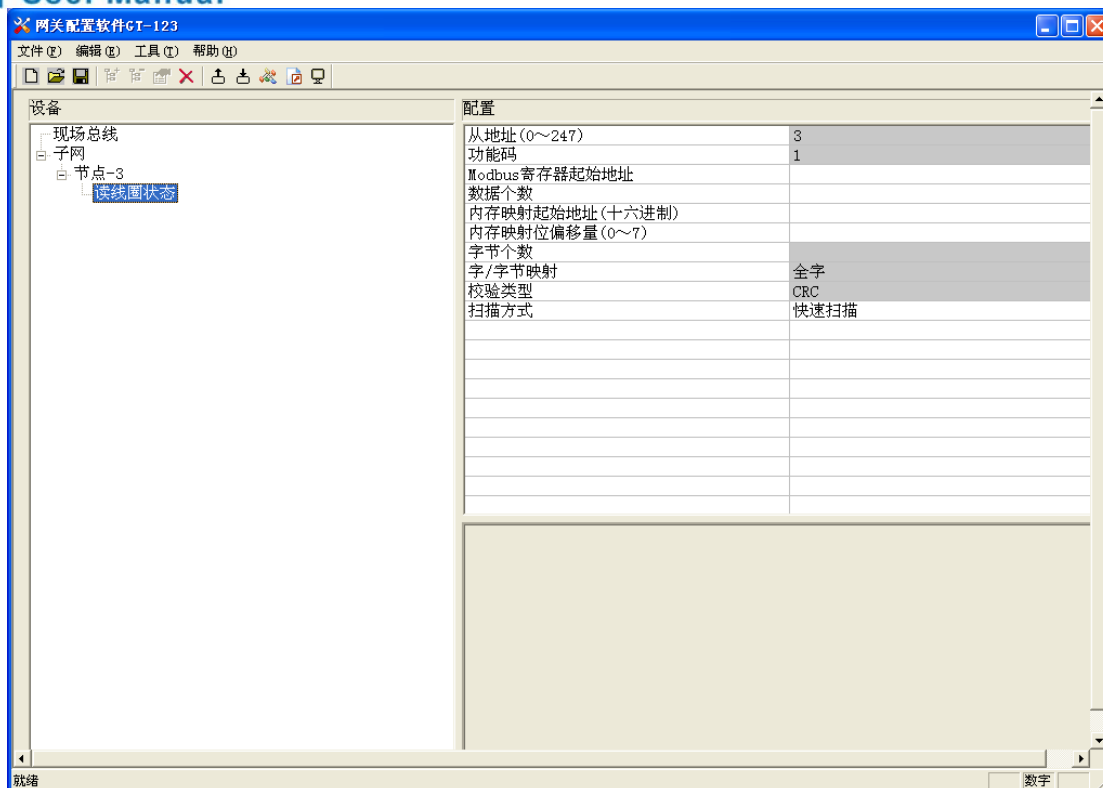 User Manual
网关配置软件GT-123
文件(F) 编辑(E) 工具(T) 帮助(H)
设备
现场总线
子网
节点-3
读线圈状态
配置
从地址(0～247) 3
功能码 1
Modbus寄存器起始地址
数据个数
内存映射起始地址(十六进制)
内存映射位偏移量(0～7)
字节个数
字/字节映射 全字
校验类型 CRC
扫描方式 快速扫描
就绪 数字